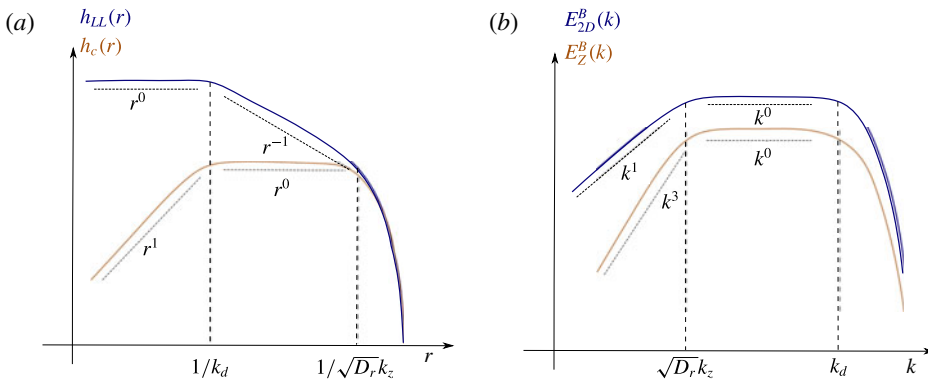 (a)
h_{LL}(r)
h_c(r)
r^0
r^{-1}
r^0
r^1
1/k_d
1/\sqrt{D_r}k_z
r
(b)
E^B_{2D}(k)
E^B_Z(k)
k^0
k^1
k^0
k^3
\sqrt{D_r}k_z
k_d
k